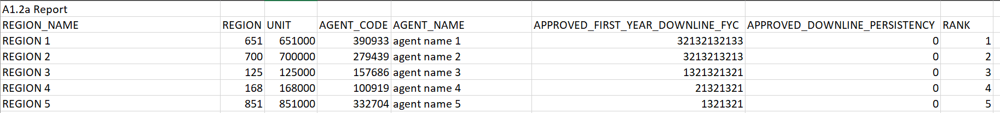 A1.2a Report
REGION_NAME REGION UNIT AGENT_CODE AGENT_NAME APPROVED_FIRST_YEAR_DOWNLINE_FYC APPROVED_DOWNLINE_PERSISTENCY RANK
REGION 1 651 651000 390933 agent name 1 32132132133 0 1
REGION 2 700 700000 279439 agent name 2 3213213213 0 2
REGION 3 125 125000 157686 agent name 3 1321321321 0 3
REGION 4 168 168000 100919 agent name 4 21321321 0 4
REGION 5 851 851000 332704 agent name 5 1321321 0 5